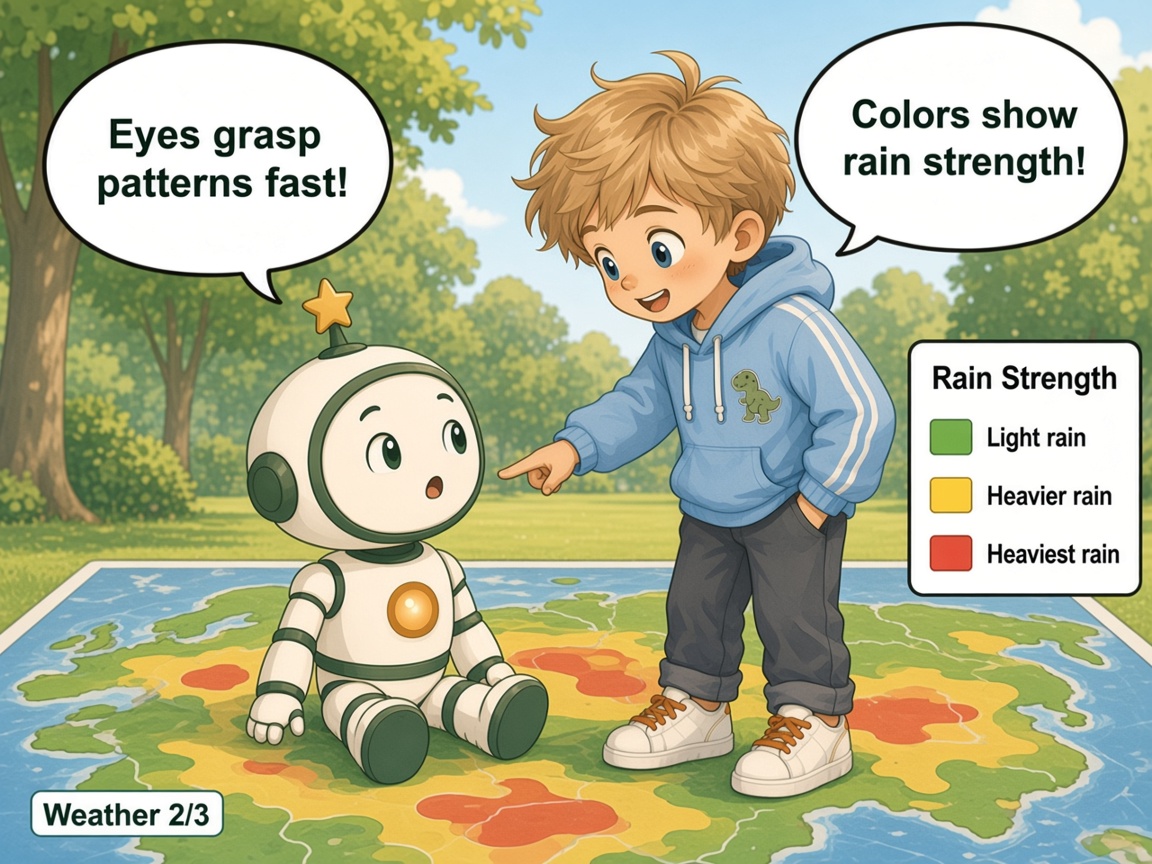 Eyes grasp
patterns fast!
Colors show
rain strength!
Rain Strength
Light rain
Heavier rain
Heaviest rain
Weather 2/3